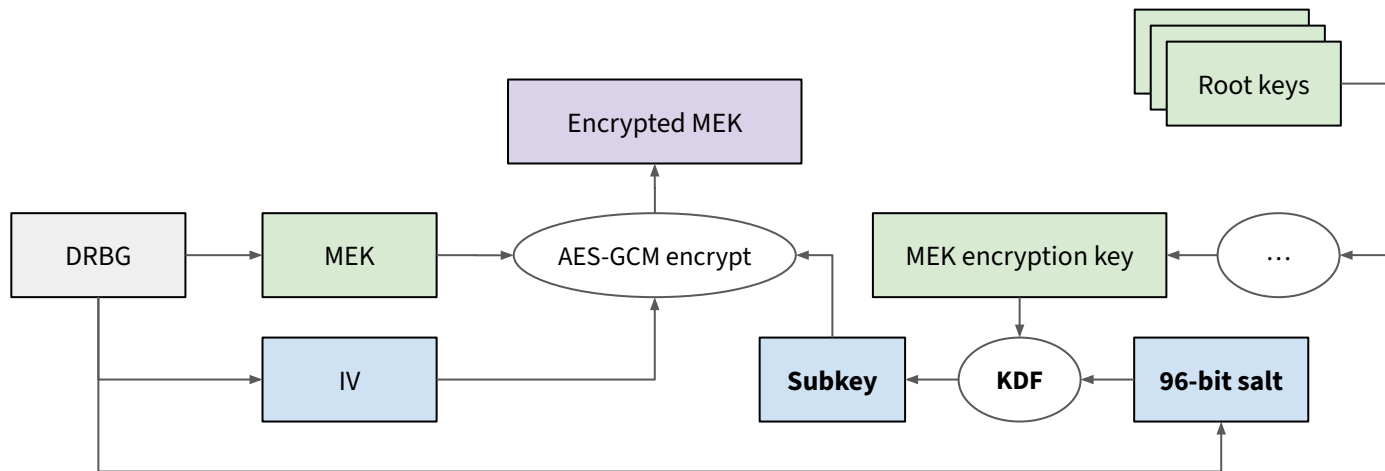 Root keys
Encrypted MEK
DRBG
MEK
AES-GCM encrypt
MEK encryption key
...
IV
Subkey
KDF
96-bit salt